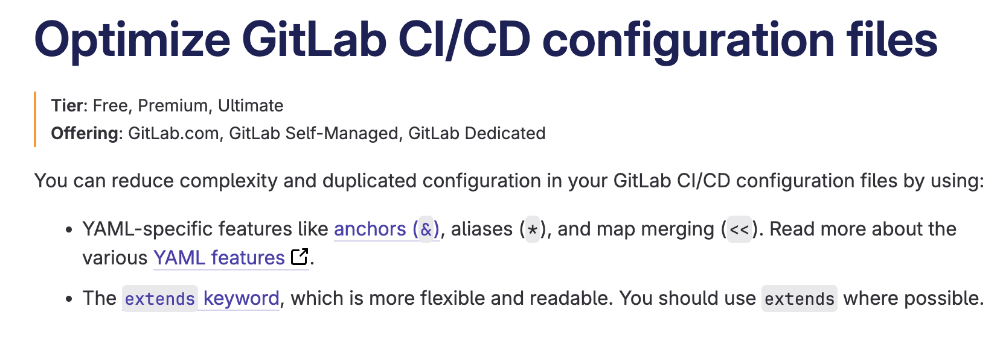 Optimize GitLab CI/CD configuration files
Tier: Free, Premium, Ultimate
Offering: GitLab.com, GitLab Self-Managed, GitLab Dedicated
You can reduce complexity and duplicated configuration in your GitLab CI/CD configuration files by using:
• YAML-specific features like anchors (&), aliases (*), and map merging (<<). Read more about the
various YAML features.
• The extends keyword, which is more flexible and readable. You should use extends where possible.